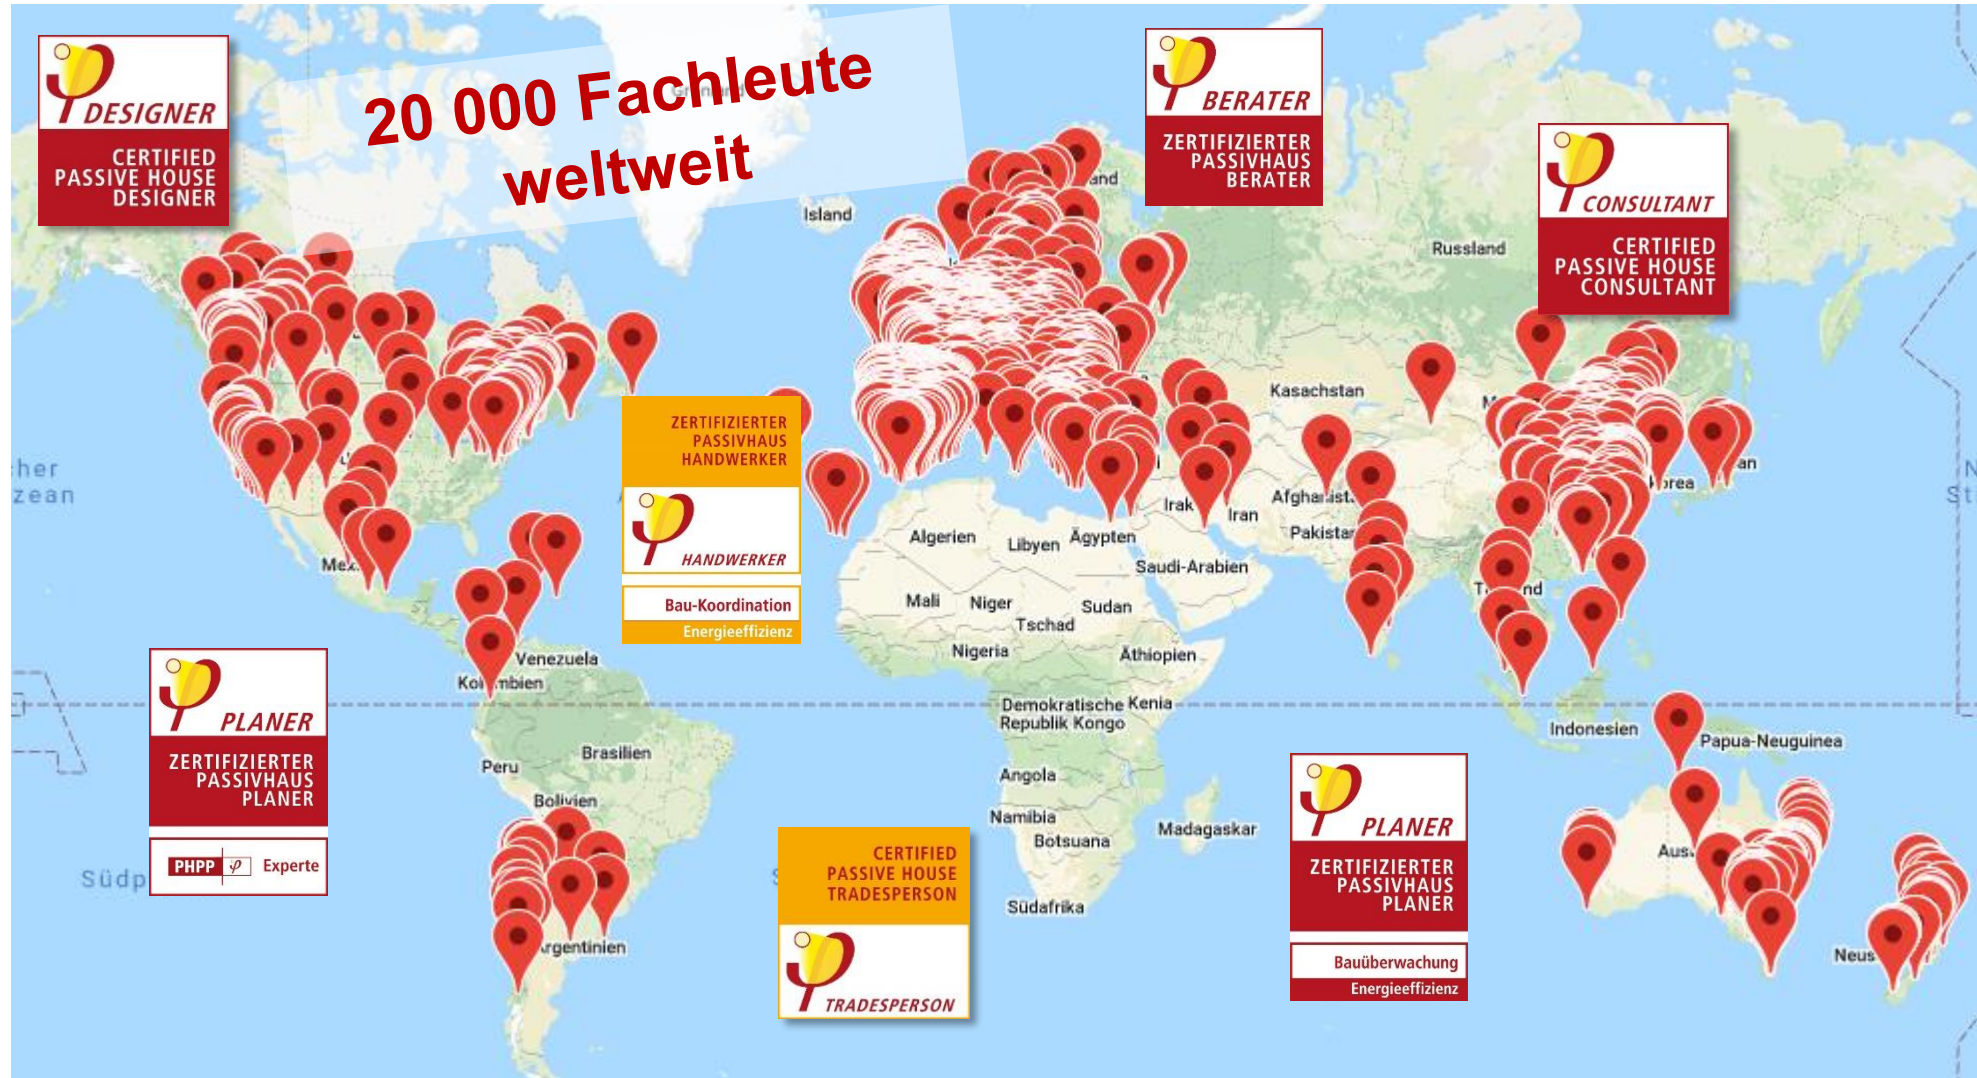 20 000 Fachleute
weltweit
DESIGNER
CERTIFIED
PASSIVE HOUSE
DESIGNER
BERATER
ZERTIFIZIERTER
PASSIVHAUS
BERATER
CONSULTANT
CERTIFIED
PASSIVE HOUSE
CONSULTANT
Island
Russland
Kasachstan
ZERTIFIZIERTER
PASSIVHAUS
HANDWERKER
HANDWERKER
Bau-Koordination
Energieeffizienz
Irak
Iran
Algerien
Libyen
Ägypten
Saudi-Arabien
Mali
Niger
Tschad
Sudan
Nigeria
Äthiopien
Venezuela
Demokratische
Republik Kongo
Kenia
Indonesien
Papua-Neuguinea
Brasilien
Peru
Bolivien
Angola
Namibia
Botsuana
Madagaskar
Südafrika
PLANER
ZERTIFIZIERTER
PASSIVHAUS
PLANER
PHPP φ Experte
CERTIFIED
PASSIVE HOUSE
TRADESPERSON
TRADESPERSON
PLANER
ZERTIFIZIERTER
PASSIVHAUS
PLANER
Bauüberwachung
Energieeffizienz